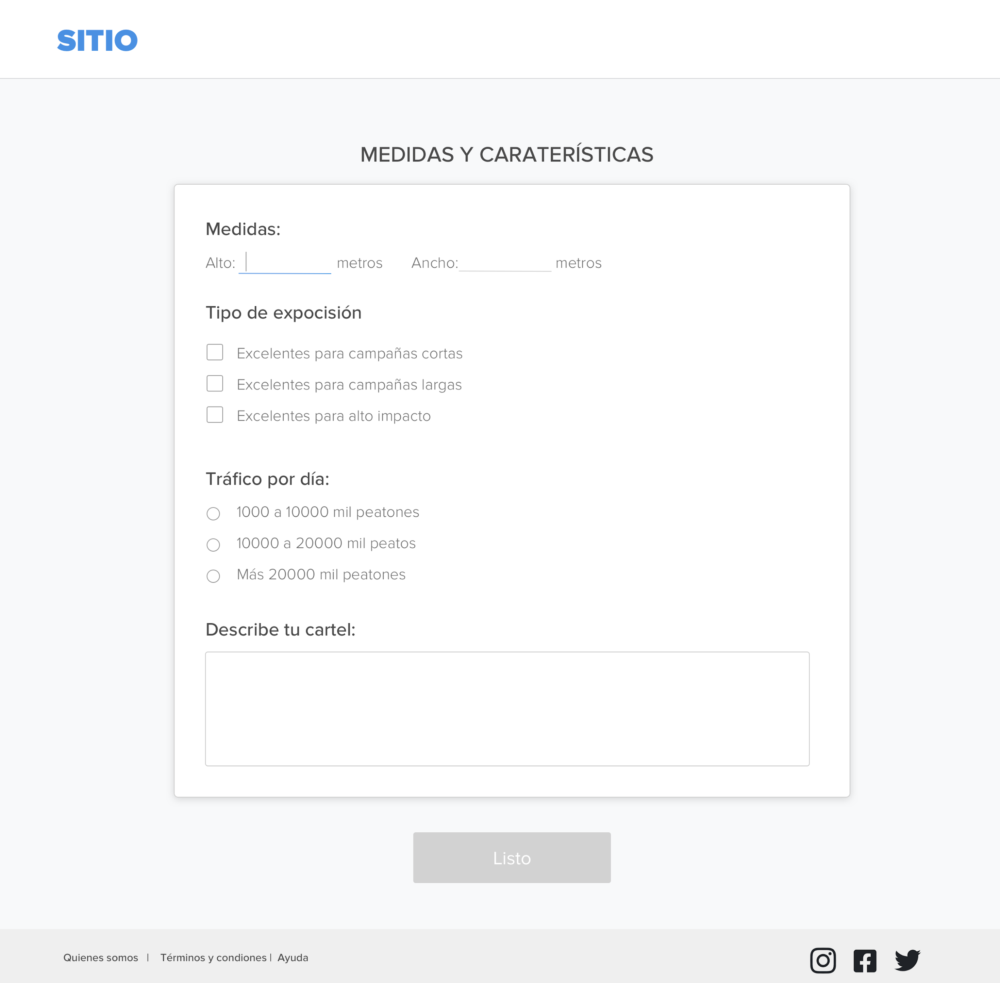 SITIO
MEDIDAS Y CARATERÍSTICAS
Medidas:
Alto: metros Ancho: metros
Tipo de expocisión
Excelentes para campañas cortas
Excelentes para campañas largas
Excelentes para alto impacto
Tráfico por día:
1000 a 10000 mil peatones
10000 a 20000 mil peatos
Más 20000 mil peatones
Describe tu cartel:
Listo
Quienes somos | Términos y condiones | Ayuda